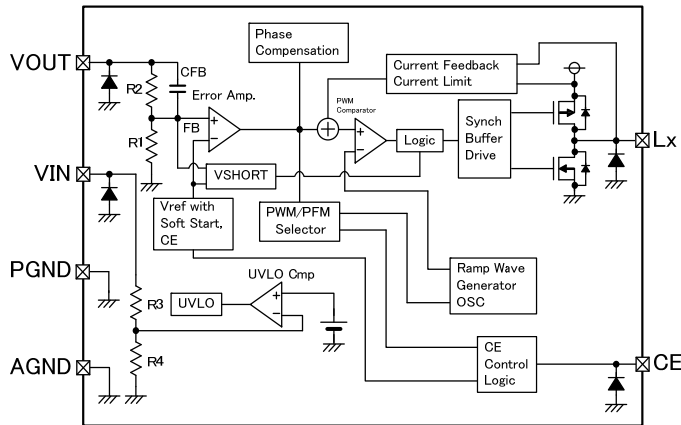 Phase
Compensation
VOUT
CFB
R2
Error Amp.
Current Feedback
Current Limit
PWM
Comparator
FB
+
−
+
+
−
R1
Logic
Synch
Buffer
Drive
Lx
VIN
VSHORT
Vref with
Soft Start,
CE
PWM/PFM
Selector
PGND
UVLO Cmp
Ramp Wave
Generator
OSC
R3
UVLO
+
−
AGND
R4
CE
Control
Logic
CE